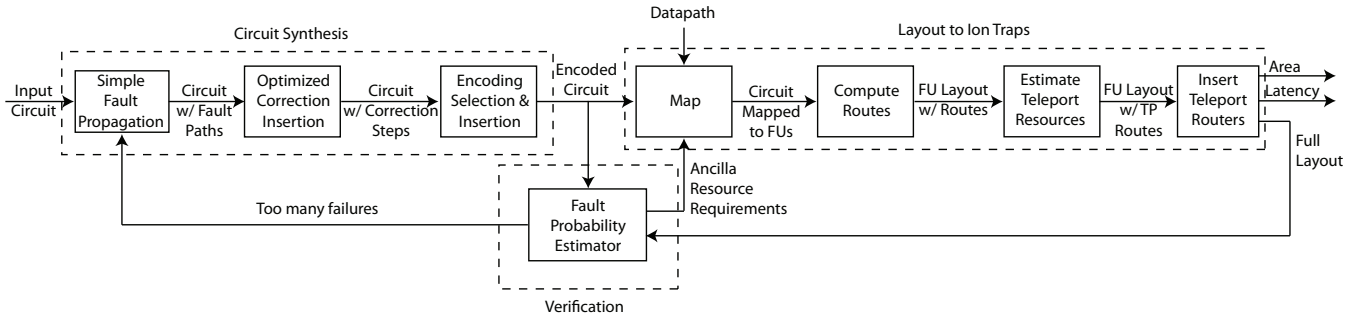 Datapath
Circuit Synthesis
Layout to Ion Traps
Input
Circuit
Simple
Fault
Propagation
Circuit
w/ Fault
Paths
Optimized
Correction
Insertion
Circuit
w/ Correction
Steps
Encoding
Selection &
Insertion
Encoded
Circuit
Map
Circuit
Mapped
to FUs
Compute
Routes
FU Layout
w/ Routes
Estimate
Teleport
Resources
FU Layout
w/ TP
Routes
Insert
Teleport
Routers
Area
Latency
Full
Layout
Too many failures
Fault
Probability
Estimator
Ancilla
Resource
Requirements
Verification